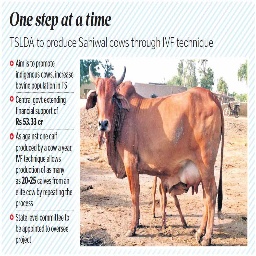 One step at a time
TSLDA to produce Sahiwal cows through IVF technique
Aim is to promote
indigenous cows, increase
bovine population in TS
Central govt extending
financial support of
Rs 53.33 cr
As against one calf
produced by a cow a year,
IVF technique allows
production of as many
as 20-25 calves from an
elite cow by repeating the
process
State level committee to
be appointed to oversee
project